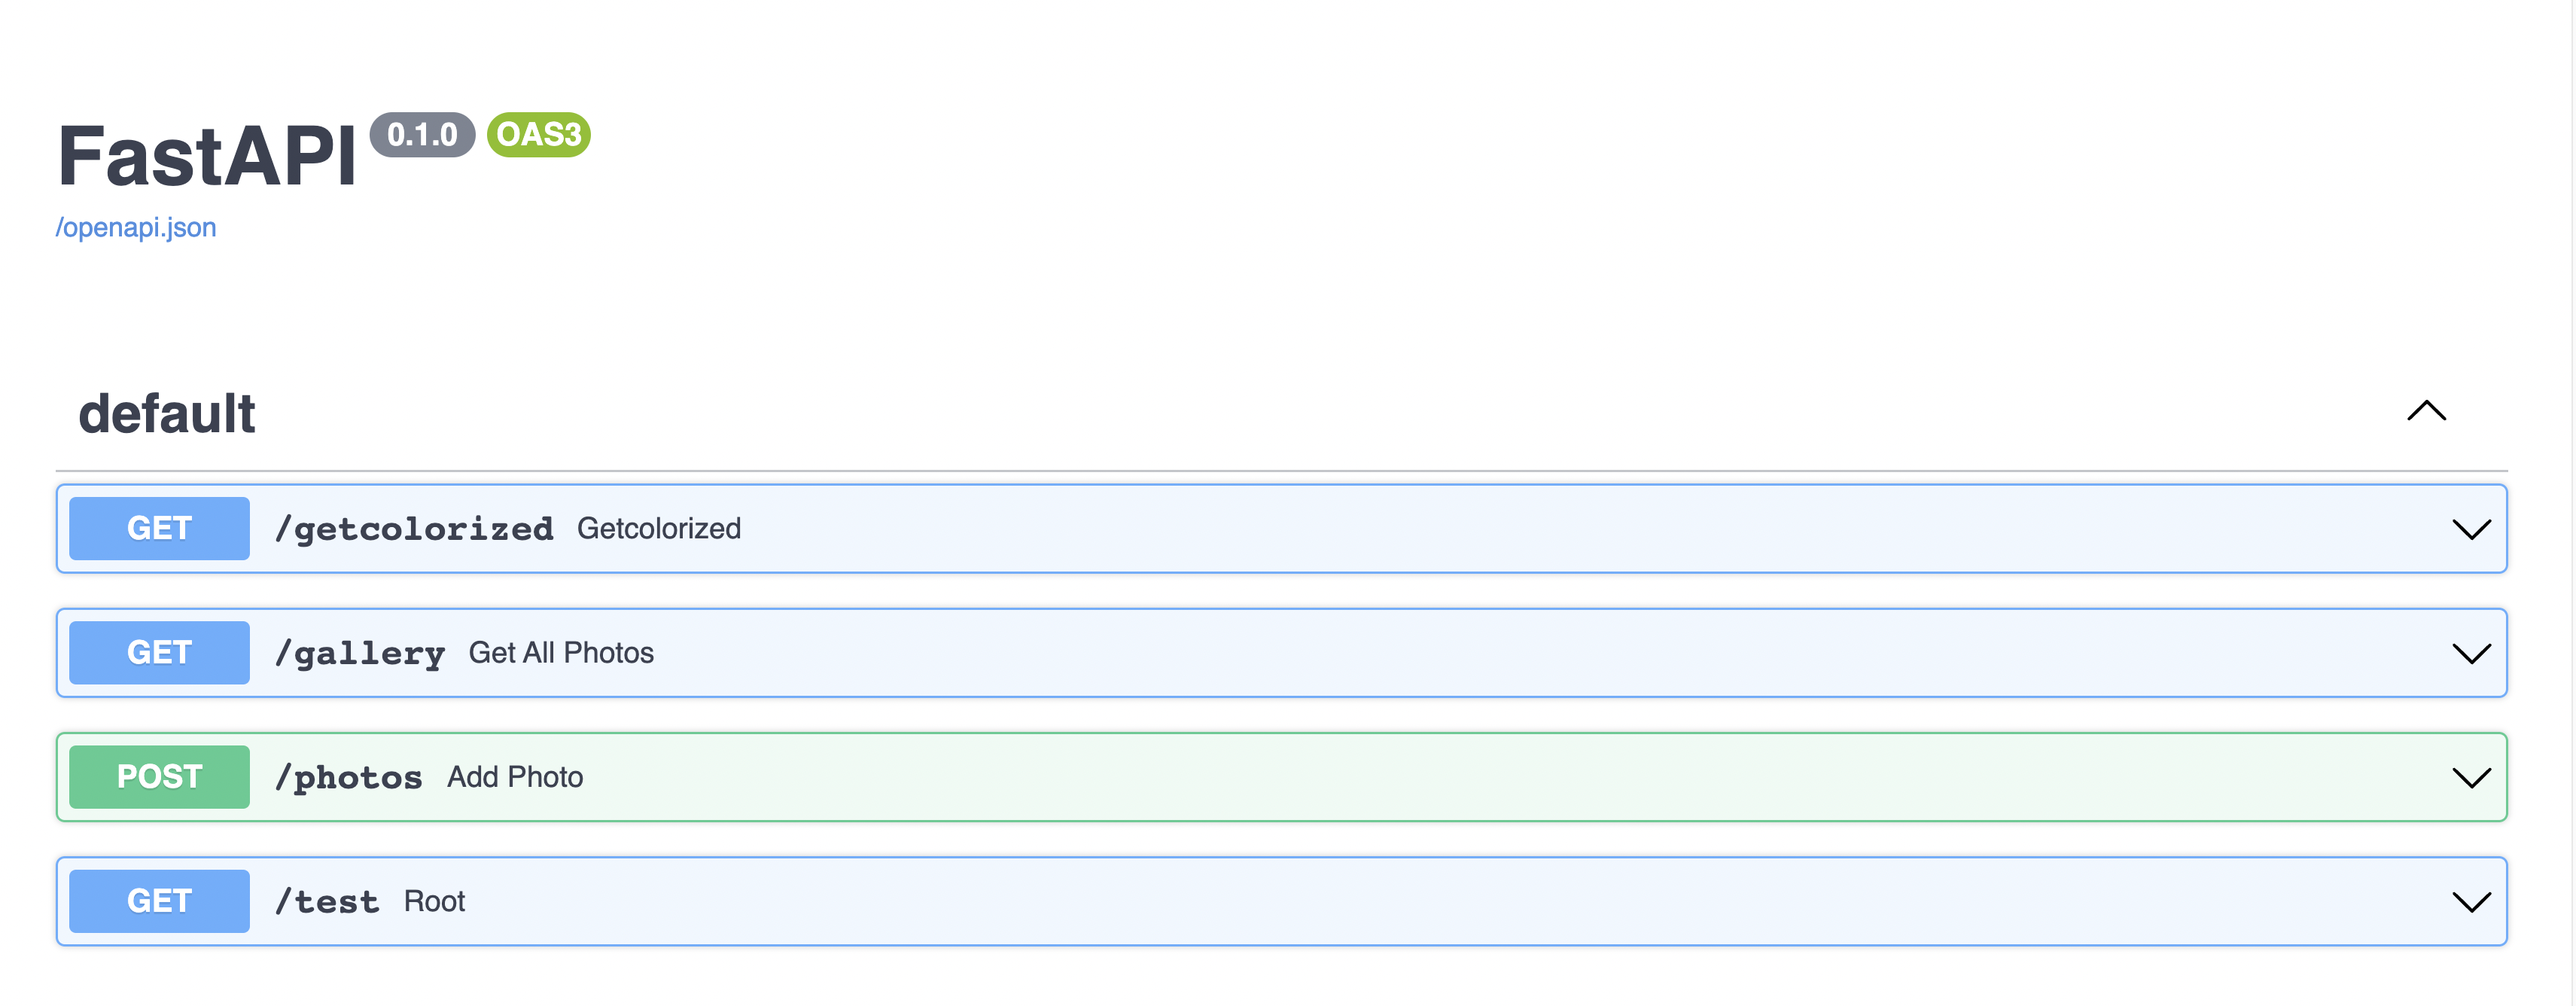 FastAPI 0.1.0 OAS3
/openapi.json
default
GET /getcolorized Getcolorized
GET /gallery Get All Photos
POST /photos Add Photo
GET /test Root